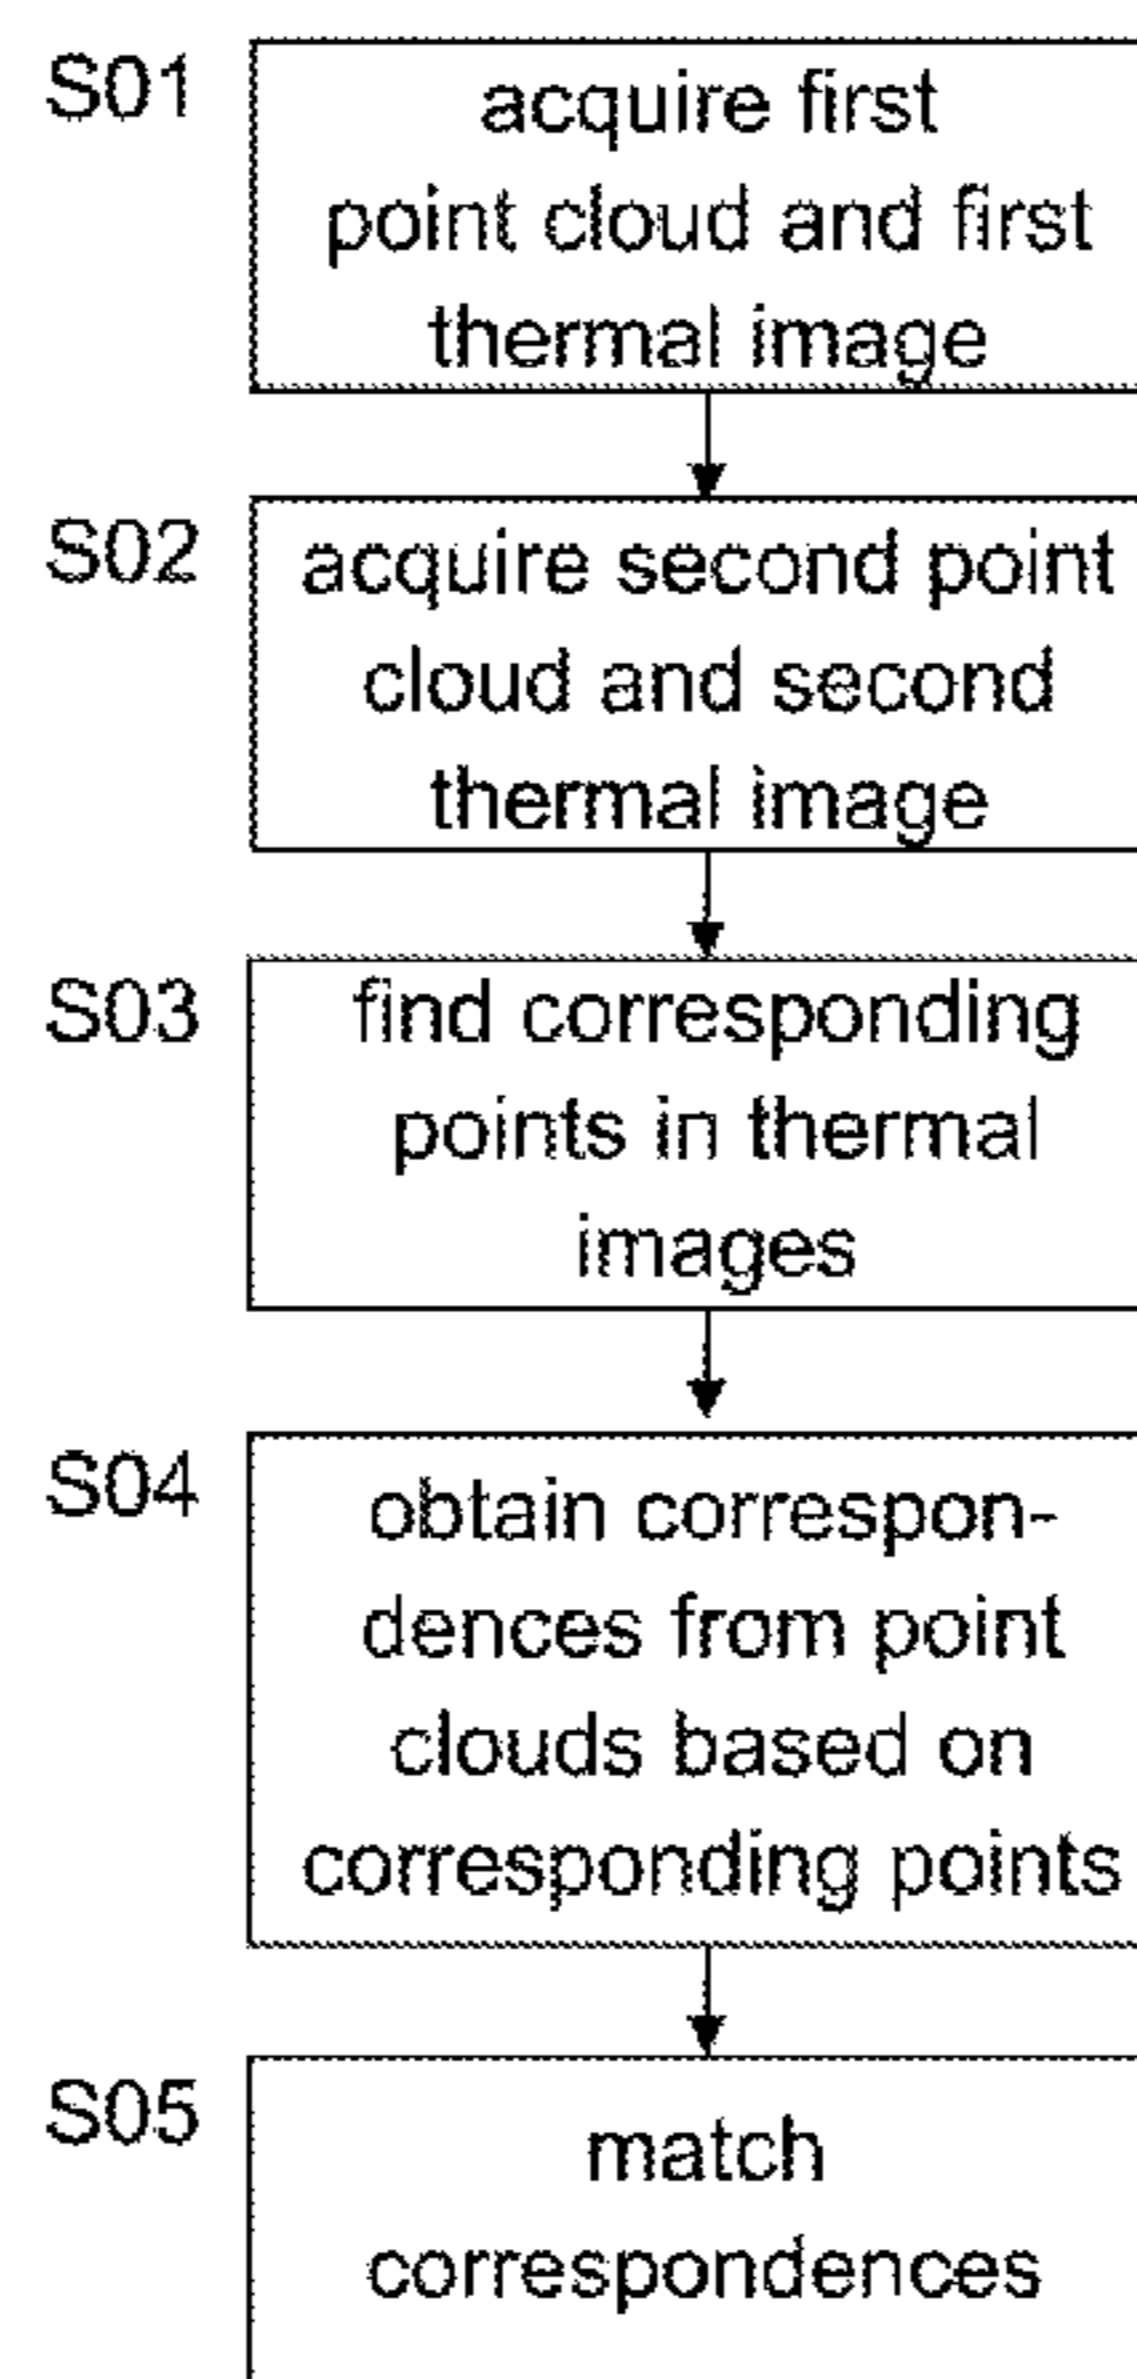 S01
acquire first
point cloud and first
thermal image
S02
acquire second point
cloud and second
thermal image
S03
find corresponding
points in thermal
images
S04
obtain correspon-
dences from point
clouds based on
corresponding points
S05
match
correspondences